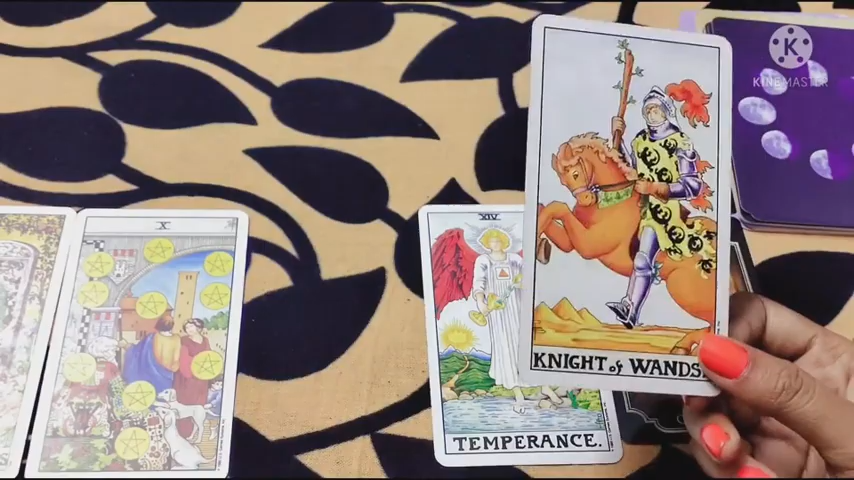 K
KINEMASTER
X
XIV
KNIGHT of WANDS.
TEMPERANCE.